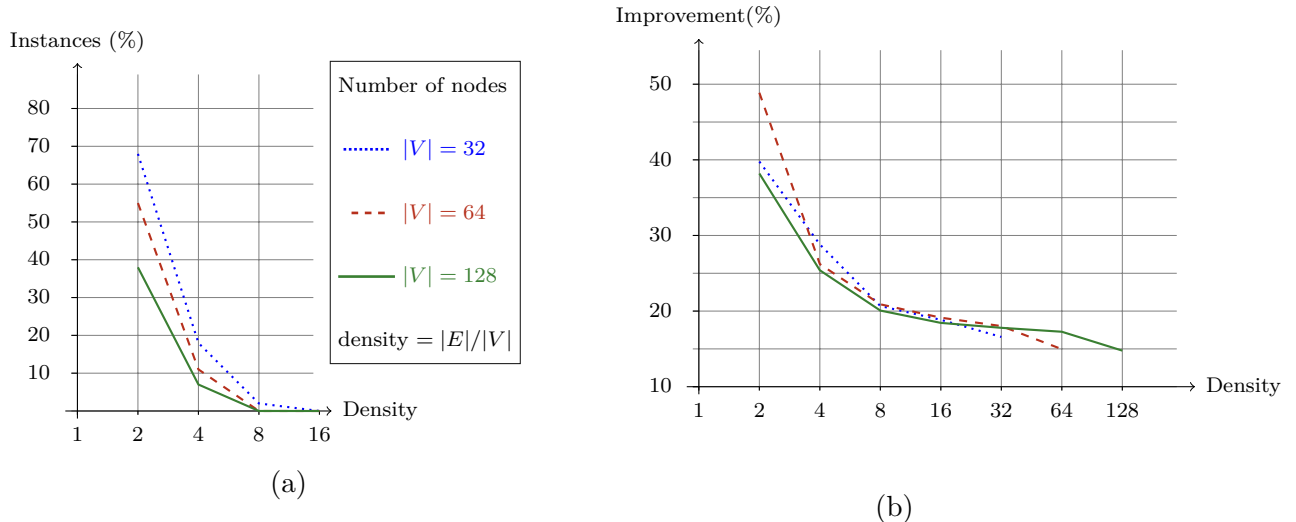 Instances (%)
80
70
60
50
40
30
20
10
1 2 4 8 16
Density
(a)
Number of nodes
|V| = 32
|V| = 64
|V| = 128
density = |E|/|V|
Improvement(%)
50
40
30
20
10
1 2 4 8 16 32 64 128
Density
(b)